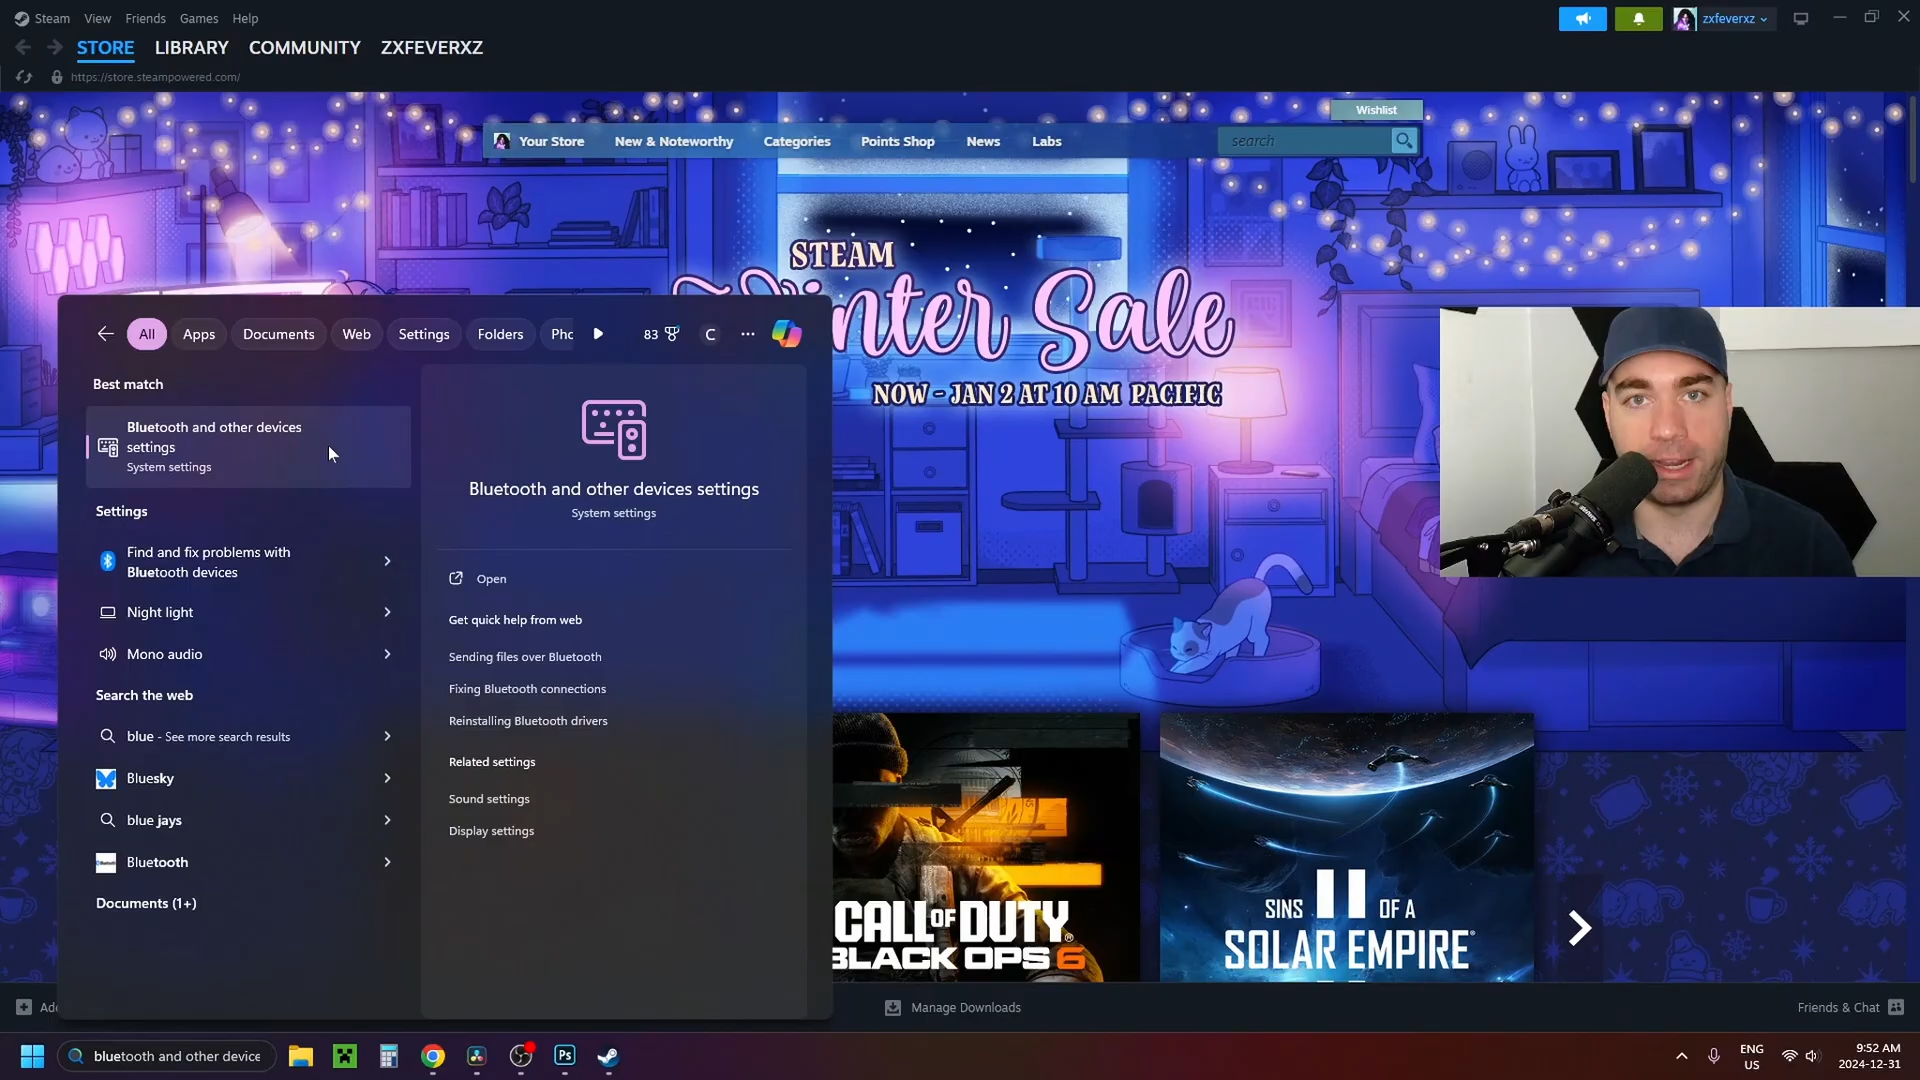 Steam View Friends Games Help
zxfeverxz
STORE LIBRARY COMMUNITY ZXFEVERXZ
https://store.steampowered.com/
Wishlist
Your Store New & Noteworthy Categories Points Shop News Labs
search
STEAM
Winter Sale
NOW - JAN 2 AT 10 AM PACIFIC
All Apps Documents Web Settings Folders Pho
83 C
Best match
Bluetooth and other devices
settings
System settings
Settings
Find and fix problems with
Bluetooth devices
Night light
Mono audio
Search the web
blue - See more search results
Bluesky
blue jays
Bluetooth
Documents (1+)
Bluetooth and other devices settings
System settings
Open
Get quick help from web
Sending files over Bluetooth
Fixing Bluetooth connections
Reinstalling Bluetooth drivers
Related settings
Sound settings
Display settings
CALL OF DUTY
BLACK OPS 6
SINS II OF A
SOLAR EMPIRE
Manage Downloads
Friends & Chat
bluetooth and other device
Ps
ENG
US
9:52 AM
2024-12-31